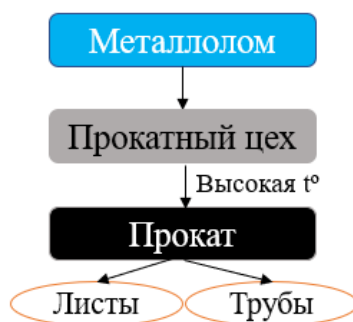 Металлолом
Прокатный цех
Высокая tº
Прокат
Листы
Трубы